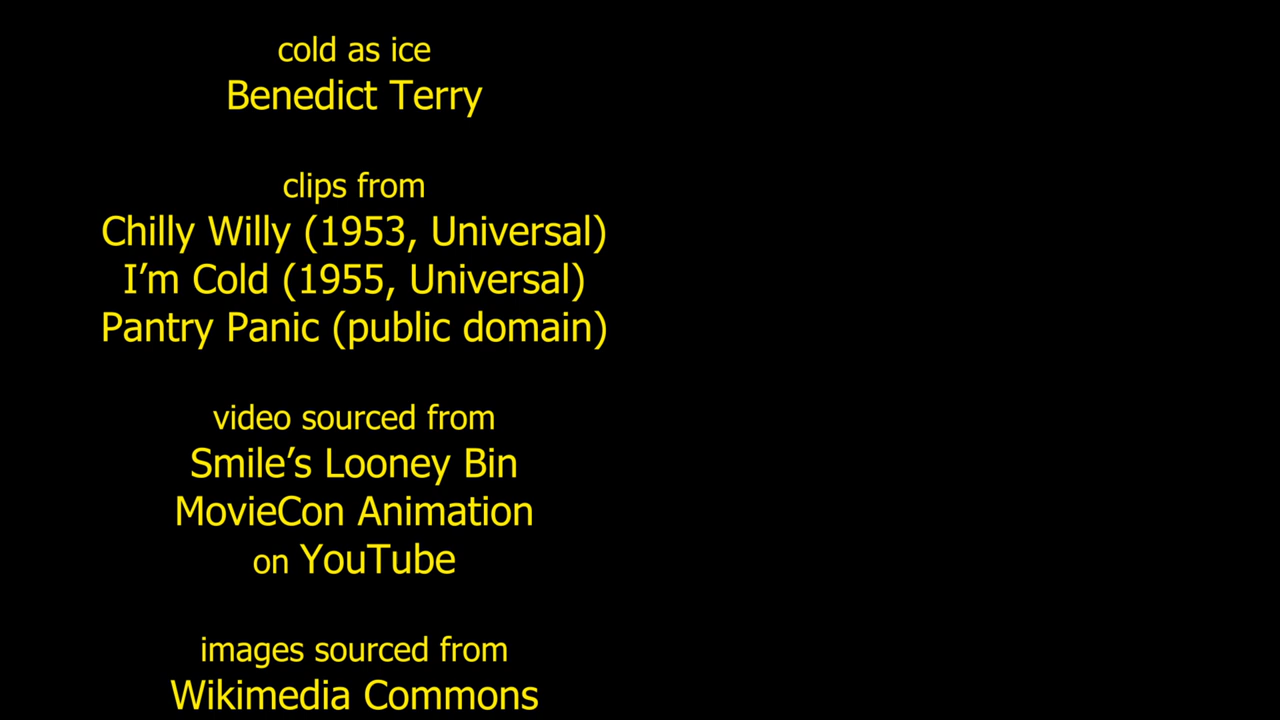 cold as ice
Benedict Terry
clips from
Chilly Willy (1953, Universal)
I’m Cold (1955, Universal)
Pantry Panic (public domain)
video sourced from
Smile’s Looney Bin
MovieCon Animation
on YouTube
images sourced from
Wikimedia Commons